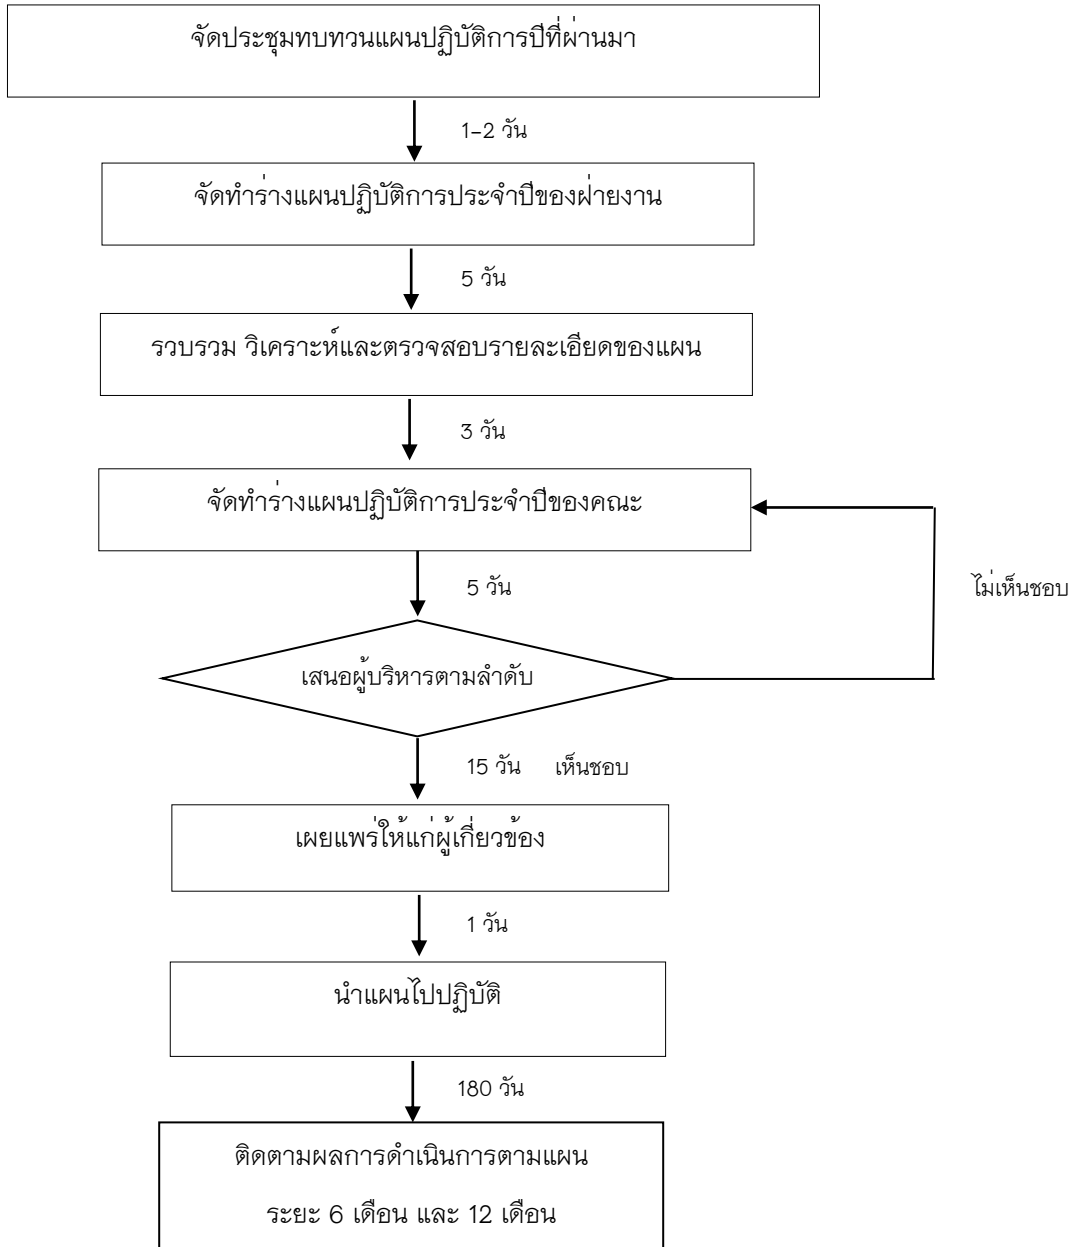 จัดประชุมทบทวนแผนปฏิบัติการปีที่ผ่านมา
1-2 วัน
จัดทำร่างแผนปฏิบัติการประจำปีของฝ่ายงาน
5 วัน
รวบรวม วิเคราะห์และตรวจสอบรายละเอียดของแผน
3 วัน
จัดทำร่างแผนปฏิบัติการประจำปีของคณะ
5 วัน
ไม่เห็นชอบ
เสนอผู้บริหารตามลำดับ
15 วัน เห็นชอบ
เผยแพร่ให้แก่ผู้เกี่ยวข้อง
1 วัน
นำแผนไปปฏิบัติ
180 วัน
ติดตามผลการดำเนินการตามแผน
ระยะ 6 เดือน และ 12 เดือน